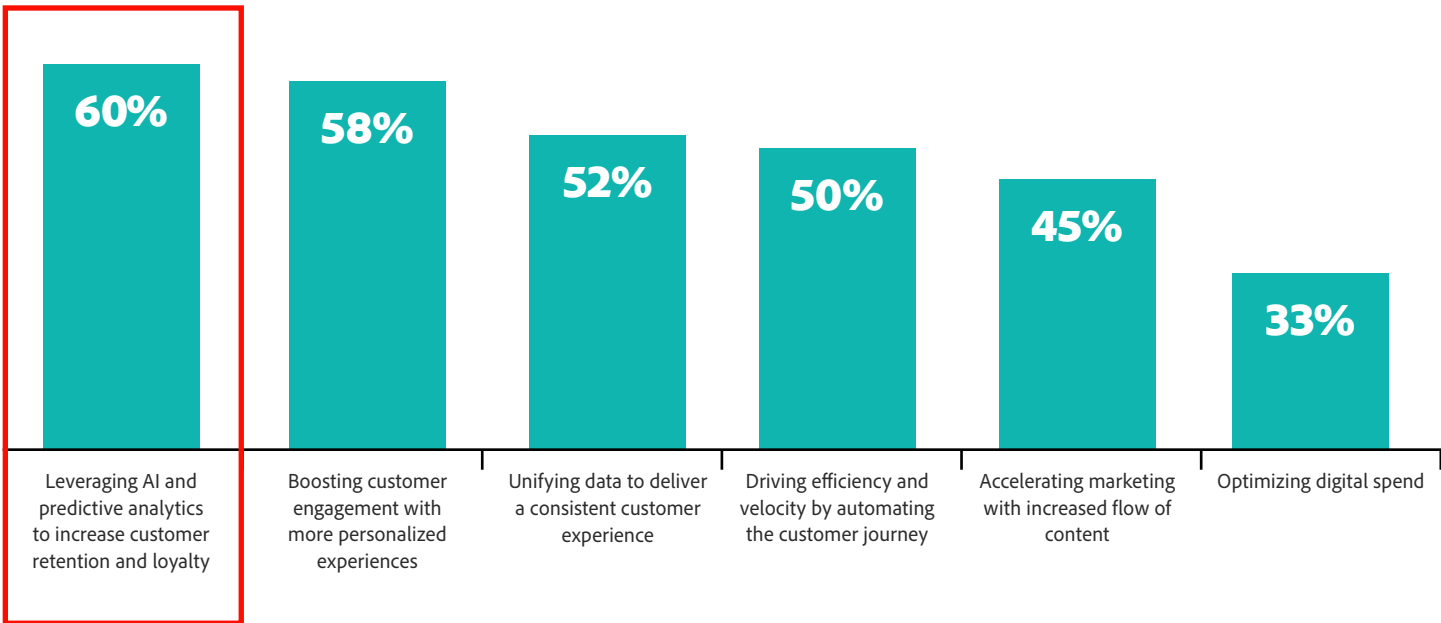 60%
58%
52%
50%
45%
33%
Leveraging AI and
predictive analytics
to increase customer
retention and loyalty
Boosting customer
engagement with
more personalized
experiences
Unifying data to deliver
a consistent customer
experience
Driving efficiency and
velocity by automating
the customer journey
Accelerating marketing
with increased flow of
content
Optimizing digital spend